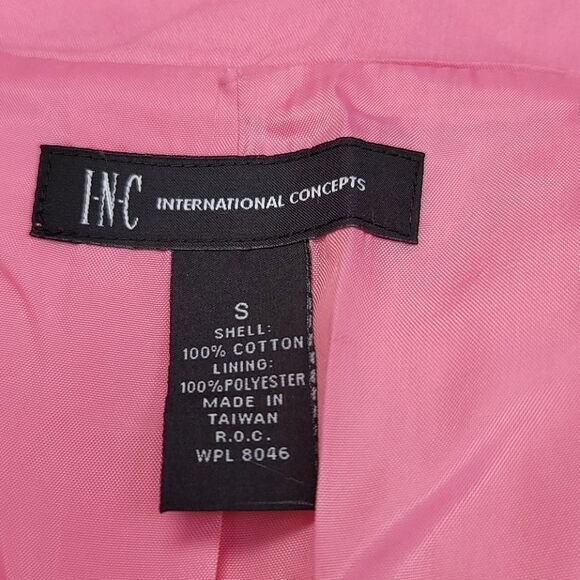 I·N·C INTERNATIONAL CONCEPTS
S
SHELL:
100% COTTON
LINING:
100%POLYESTER
MADE IN
TAIWAN
R.O.C.
WPL 8046